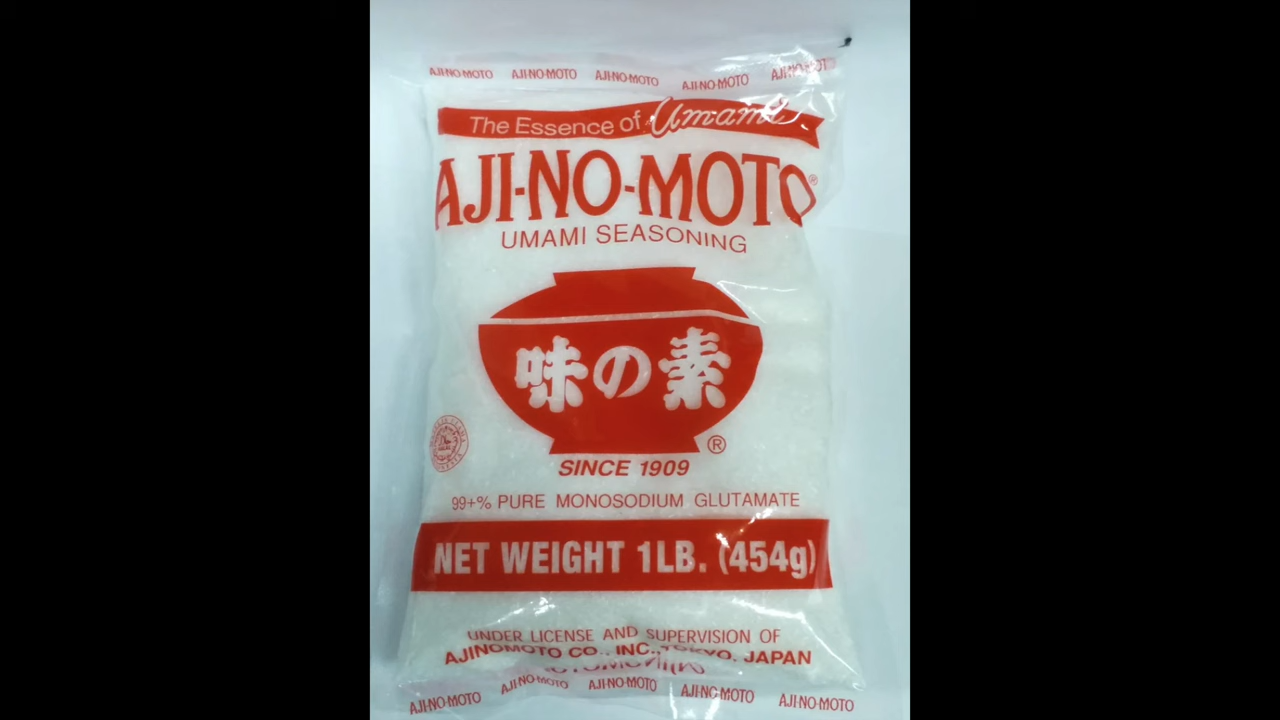 AJI-NO-MOTO AJI-NO-MOTO AJI-NO-MOTO AJI-NO-MOTO AJI-NO-MOTO
The Essence of Umami
AJI-NO-MOTO®
UMAMI SEASONING
味の素
®
SINCE 1909
99+% PURE MONOSODIUM GLUTAMATE
NET WEIGHT 1LB. (454g)
UNDER LICENSE AND SUPERVISION OF
AJINOMOTO CO., INC., TOKYO, JAPAN
AJI-NO-MOTO AJI-NO-MOTO AJI-NO-MOTO AJI-NO-MOTO AJI-NO-MOTO